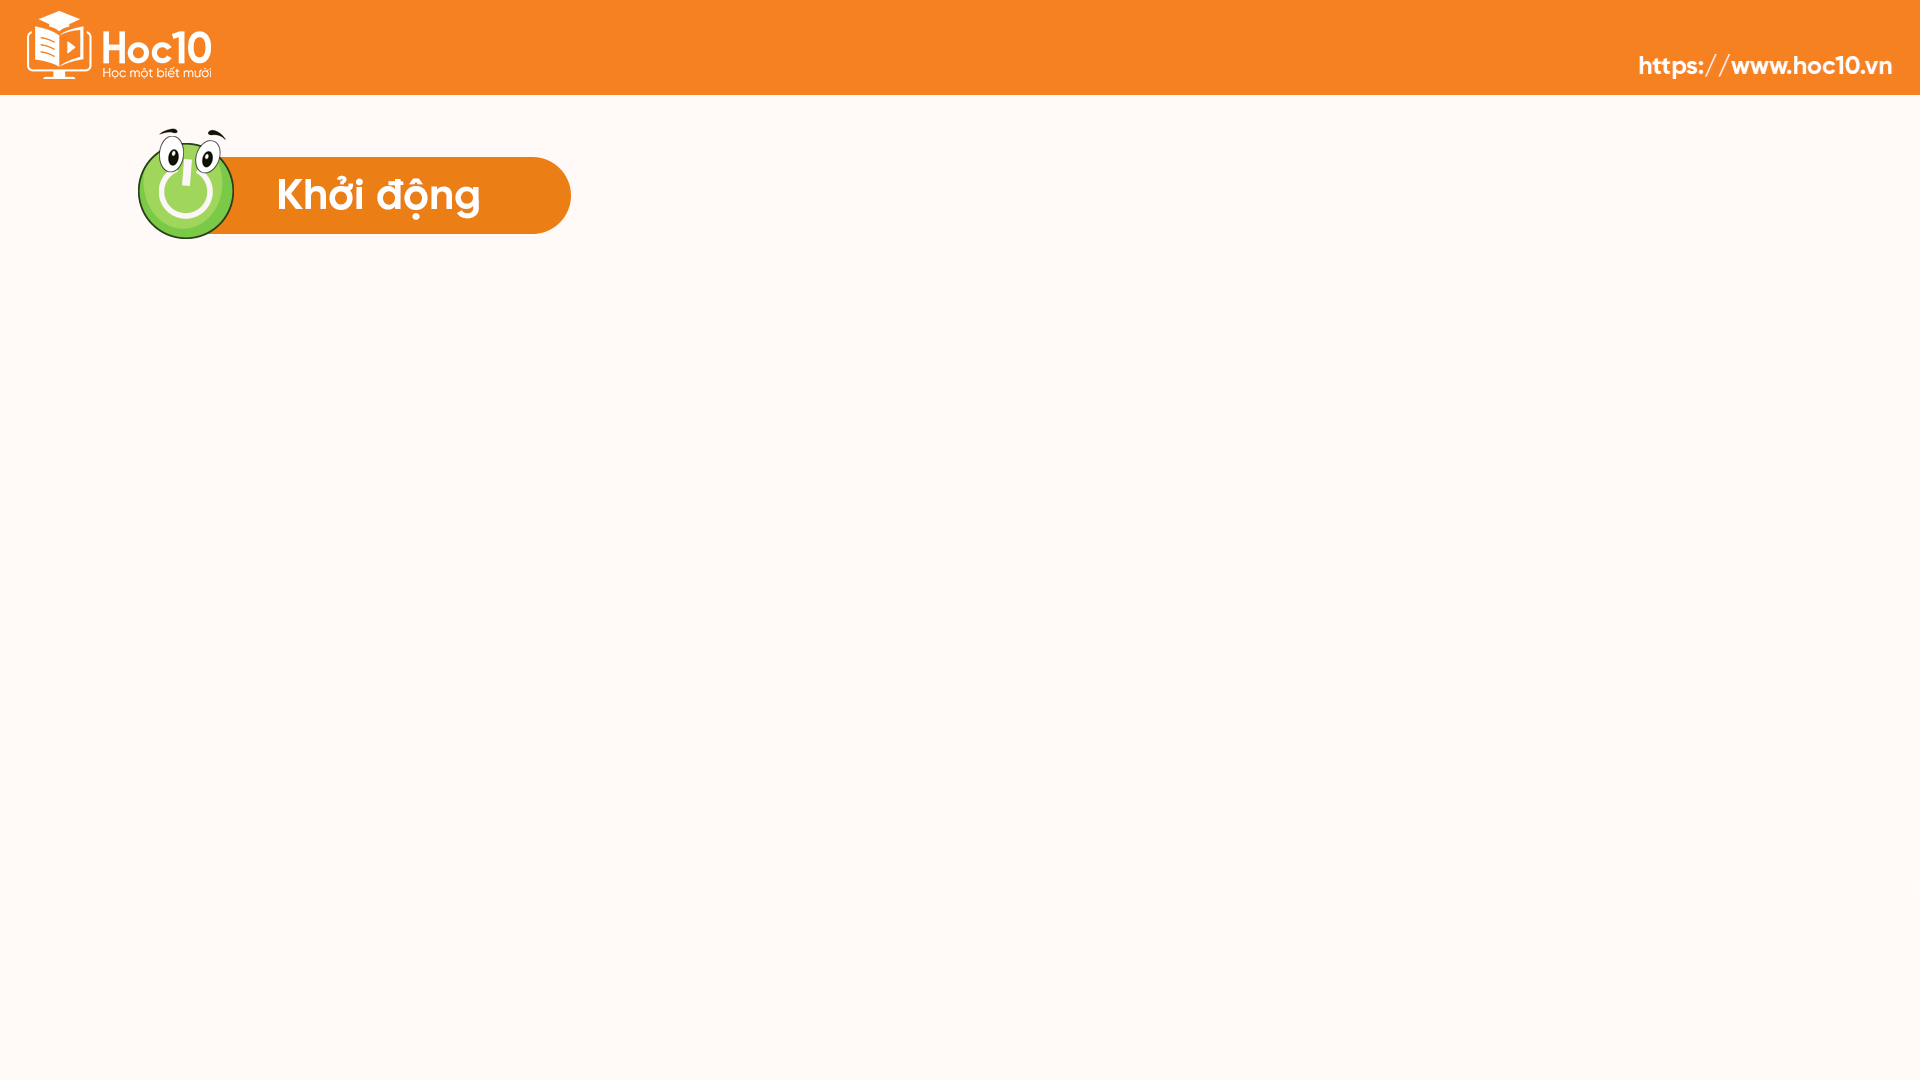 Hoc10
Học một biết mười
https://www.hoc10.vn
Khởi động